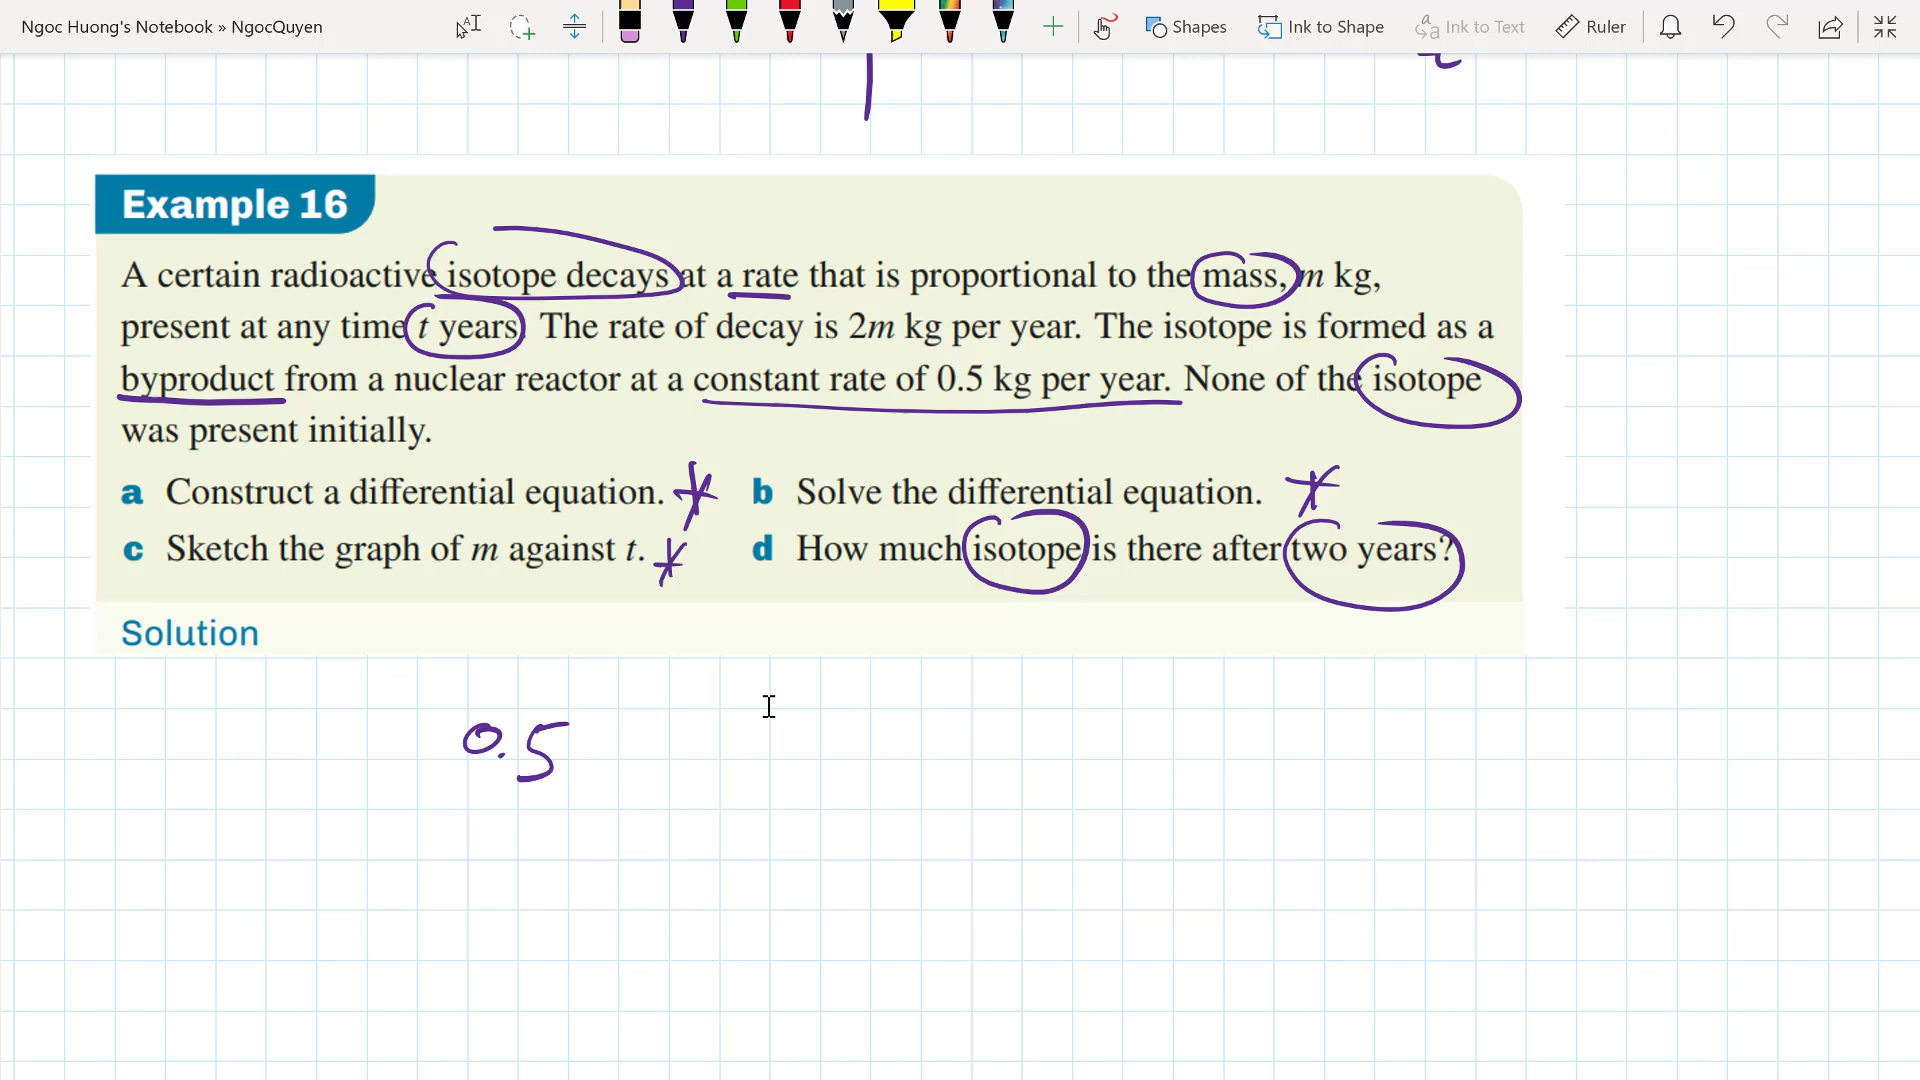 Ngoc Huong's Notebook » NgocQuyen
Shapes
Ink to Shape
Ink to Text
Ruler
Example 16
A certain radioactive isotope decays at a rate that is proportional to the mass, m kg,
present at any time t years. The rate of decay is 2m kg per year. The isotope is formed as a
byproduct from a nuclear reactor at a constant rate of 0.5 kg per year. None of the isotope
was present initially.
a Construct a differential equation. b Solve the differential equation.
c Sketch the graph of m against t. d How much isotope is there after two years?
Solution
0.5